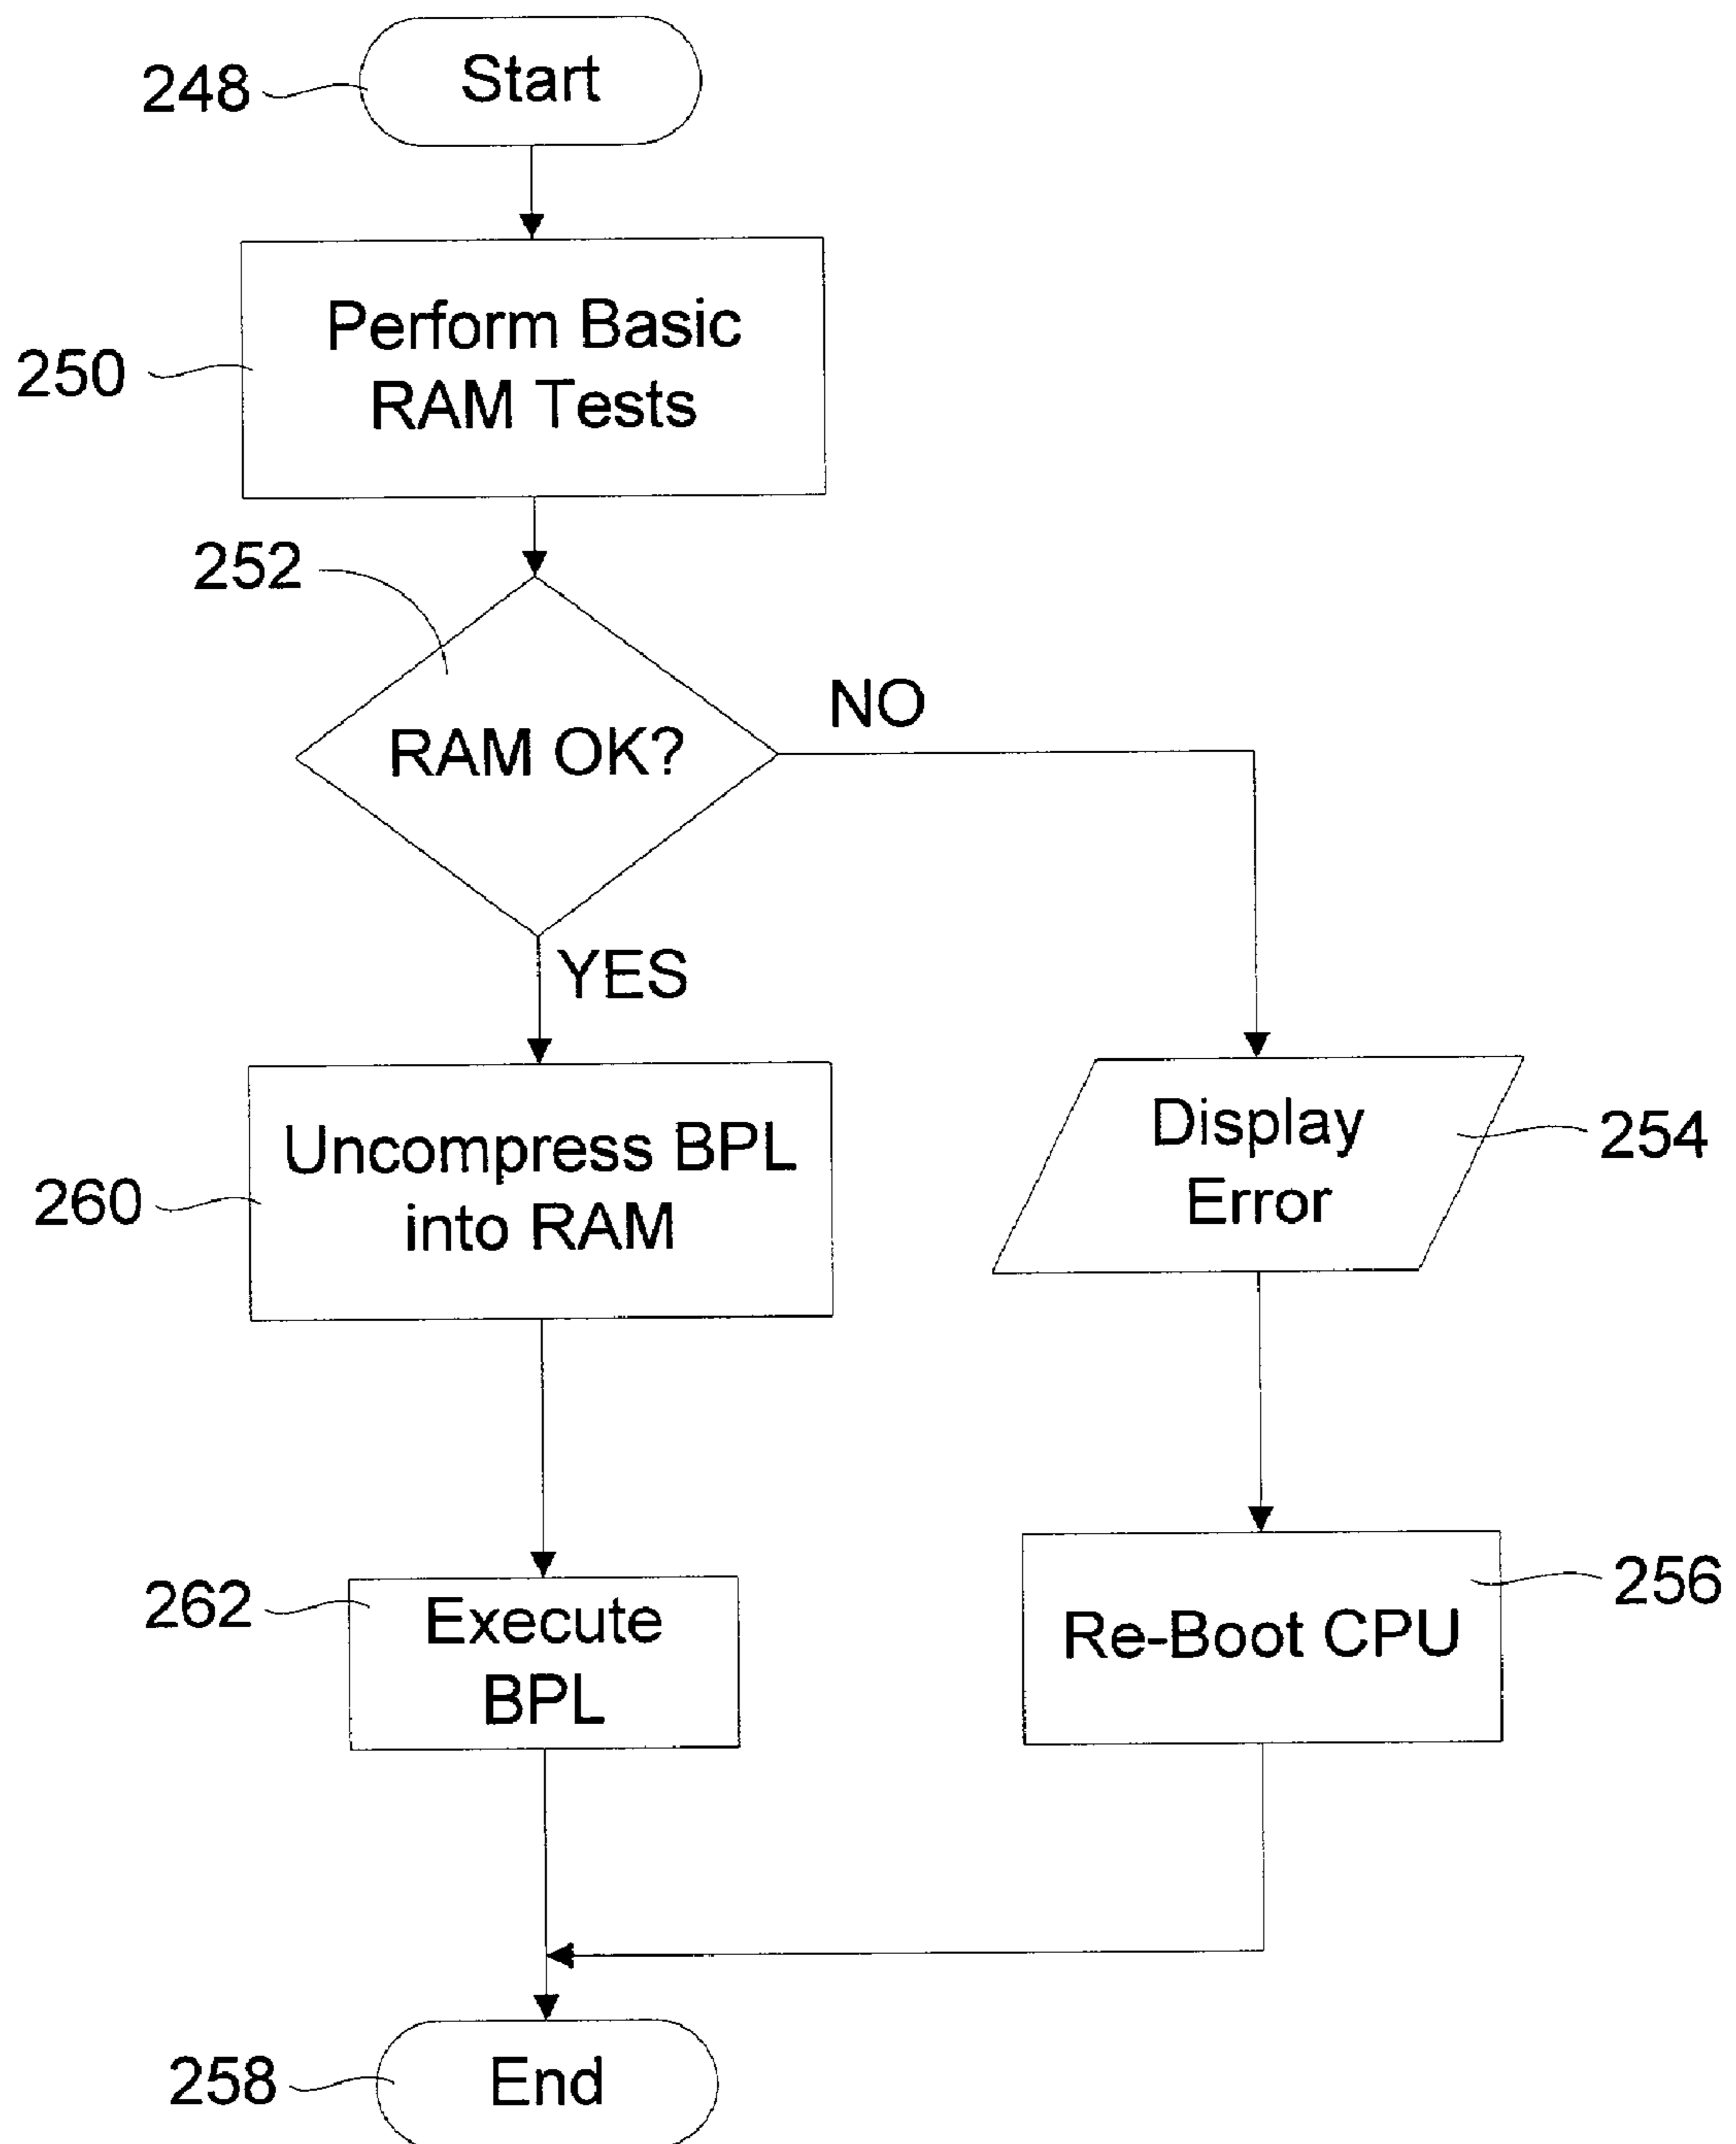 248
Start
250
Perform Basic
RAM Tests
252
RAM OK?
NO
YES
260
Uncompress BPL
into RAM
Display
Error
254
262
Execute
BPL
256
Re-Boot CPU
258
End